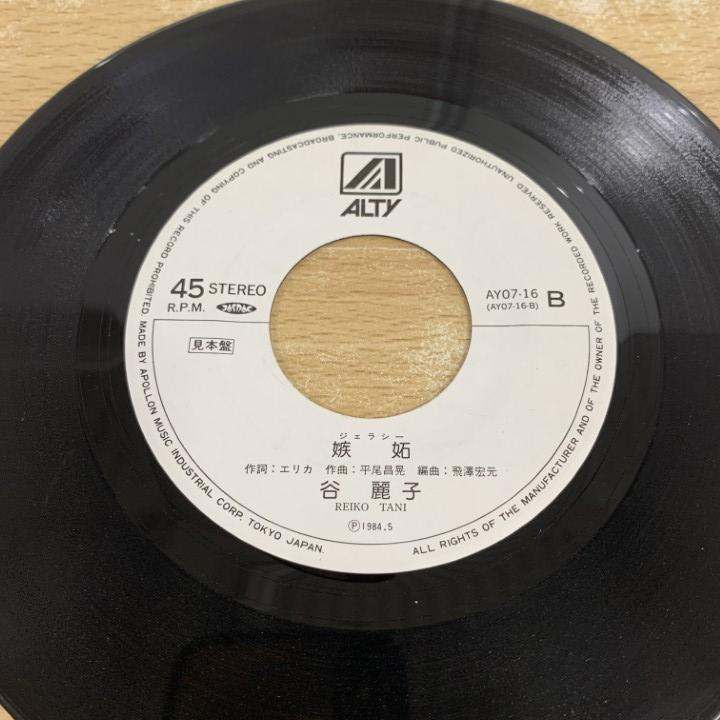 ALTY
45 STEREO
R.P.M. JASRAC
AY07-16
(AY07-16-B)
B
見本盤
ジェラシー
嫉妬
作詞：エリカ 作曲：平尾昌晃 編曲：飛澤宏元
谷麗子
REIKO TANI
Ⓟ1984.5
MADE BY APOLLON MUSIC INDUSTRIAL CORP. TOKYO JAPAN.
ALL RIGHTS OF THE MANUFACTURER AND OF THE OWNER OF THE RECORDED WORK RESERVED UNAUTHORIZED PUBLIC PERFORMANCE, BROADCASTING AND COPYING OF THIS RECORD PROHIBITED.